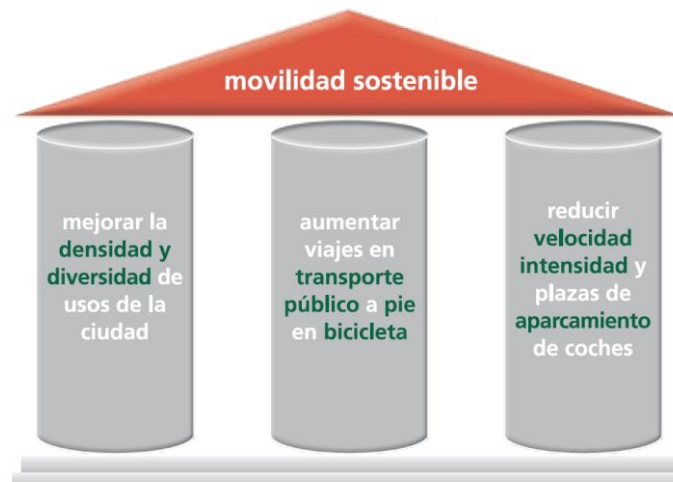 movilidad sostenible
mejorar la
densidad y
diversidad de
usos de la
ciudad
aumentar
viajes en
transporte
público a pie
en bicicleta
reducir
velocidad
intensidad y
plazas de
aparcamiento
de coches